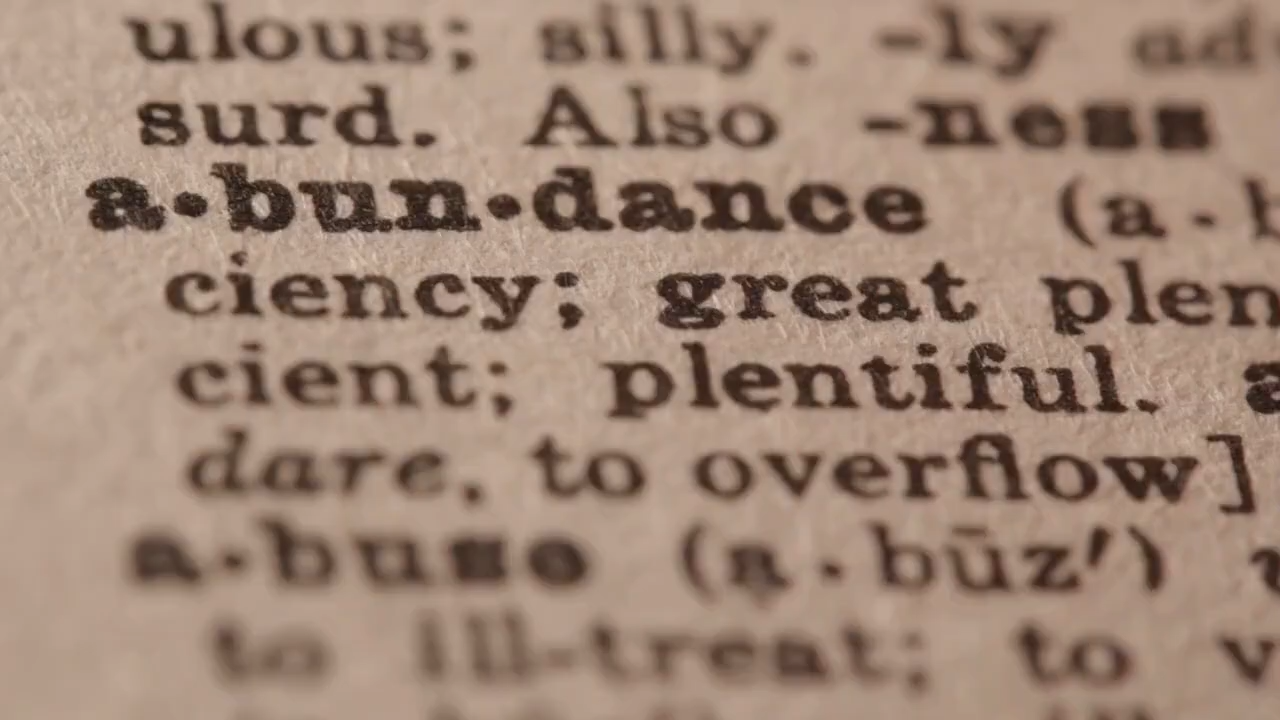 ulous; silly. -ly ad
surd. Also -ness
a·bun·dance (a·b
ciency; great plen
cient; plentiful. a
dare, to overflow]
a·buse (a·būz′) v
to ill-treat; to v